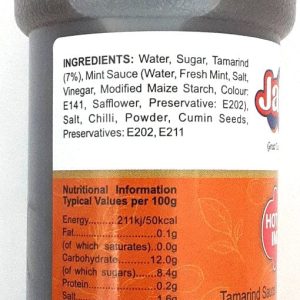 INGREDIENTS: Water, Sugar, Tamarind
(7%), Mint Sauce (Water, Fresh Mint, Salt,
Vinegar, Modified Maize Starch, Colour:
E141, Safflower, Preservative: E202),
Salt, Chilli, Powder, Cumin Seeds,
Preservatives: E202, E211
Nutritional Information
Typical Values per 100g
Energy....................211kj/50kcal
Fat..............................0.1g
(of which saturates)..0.0g
Carbohydrate............12.0g
(of which sugars).......8.4g
Protein........................0.2g
Salt.............................1.6g
Ja
Great
HOT
Tamarind Sauce